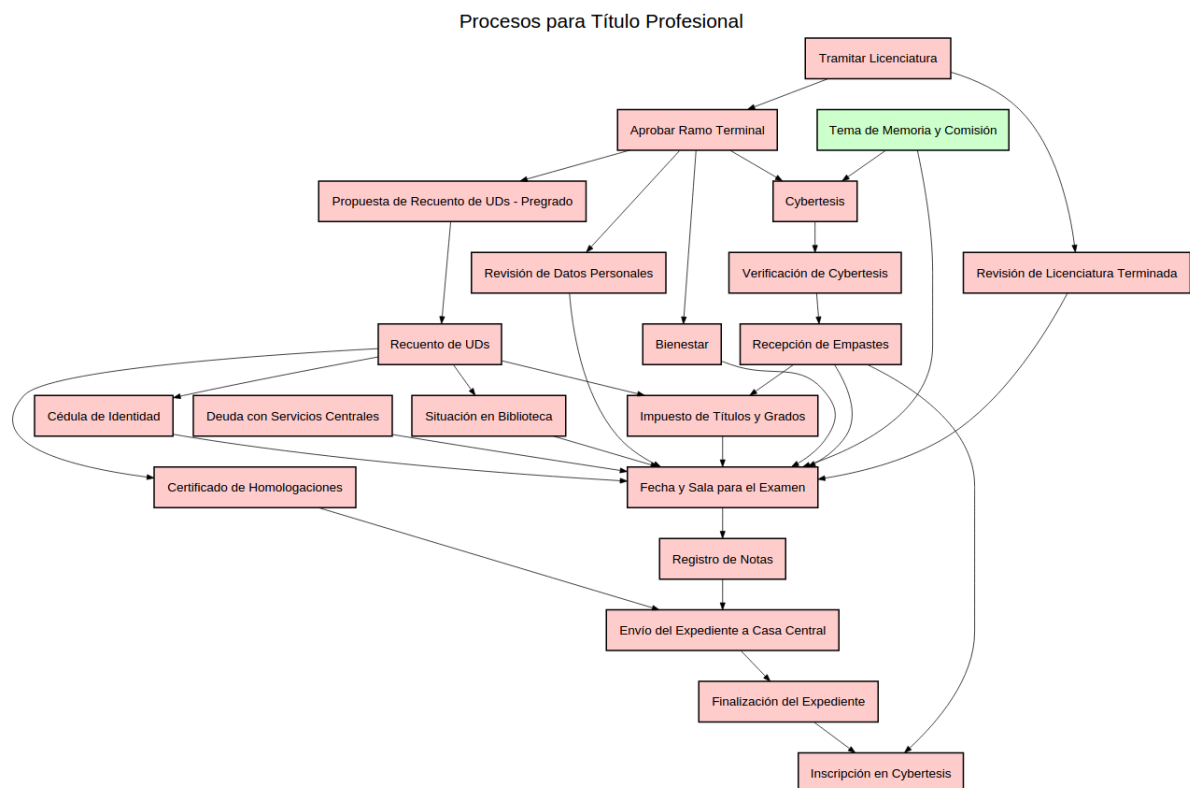 Procesos para Título Profesional
Tramitar Licenciatura
Aprobar Ramo Terminal
Tema de Memoria y Comisión
Propuesta de Recuento de UDs - Pregrado
Cybertesis
Revisión de Datos Personales
Verificación de Cybertesis
Revisión de Licenciatura Terminada
Recuento de UDs
Bienestar
Recepción de Empastes
Cédula de Identidad
Deuda con Servicios Centrales
Situación en Biblioteca
Impuesto de Títulos y Grados
Certificado de Homologaciones
Fecha y Sala para el Examen
Registro de Notas
Envío del Expediente a Casa Central
Finalización del Expediente
Inscripción en Cybertesis